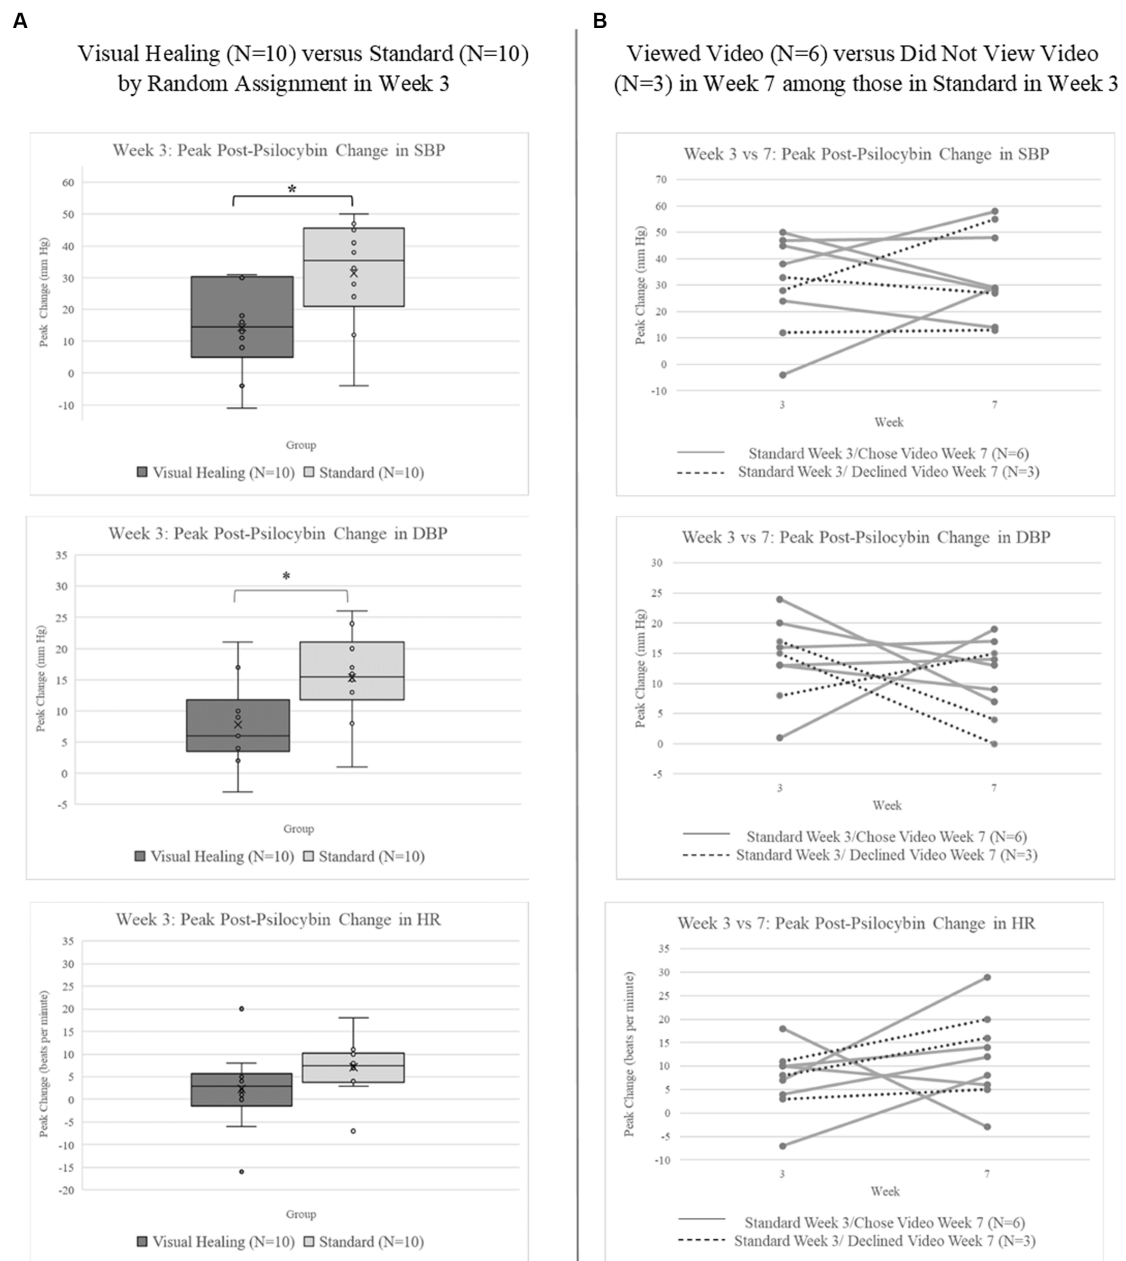 A
Visual Healing (N=10) versus Standard (N=10)
by Random Assignment in Week 3
Week 3: Peak Post-Psilocybin Change in SBP
60
50
40
30
20
10
0
-10
Peak Change (mm Hg)
*
Group
Visual Healing (N=10) Standard (N=10)
Week 3: Peak Post-Psilocybin Change in DBP
35
30
25
20
15
10
5
0
-5
Peak Change (mm Hg)
*
Group
Visual Healing (N=10) Standard (N=10)
Week 3: Peak Post-Psilocybin Change in HR
35
30
25
20
15
10
5
0
-5
-10
-15
-20
Peak Change (beats per minute)
Group
Visual Healing (N=10) Standard (N=10)
B
Viewed Video (N=6) versus Did Not View Video
(N=3) in Week 7 among those in Standard in Week 3
Week 3 vs 7: Peak Post-Psilocybin Change in SBP
70
60
50
40
30
20
10
0
-10
Peak Change (mm Hg)
3 7
Week
Standard Week 3/Chose Video Week 7 (N=6)
Standard Week 3/ Declined Video Week 7 (N=3)
Week 3 vs 7: Peak Post-Psilocybin Change in DBP
30
25
20
15
10
5
0
-5
Peak Change (mm Hg)
3 7
Week
Standard Week 3/Chose Video Week 7 (N=6)
Standard Week 3/ Declined Video Week 7 (N=3)
Week 3 vs 7: Peak Post-Psilocybin Change in HR
35
30
25
20
15
10
5
0
-5
-10
Peak Change (beats per minute)
3 7
Week
Standard Week 3/Chose Video Week 7 (N=6)
Standard Week 3/ Declined Video Week 7 (N=3)